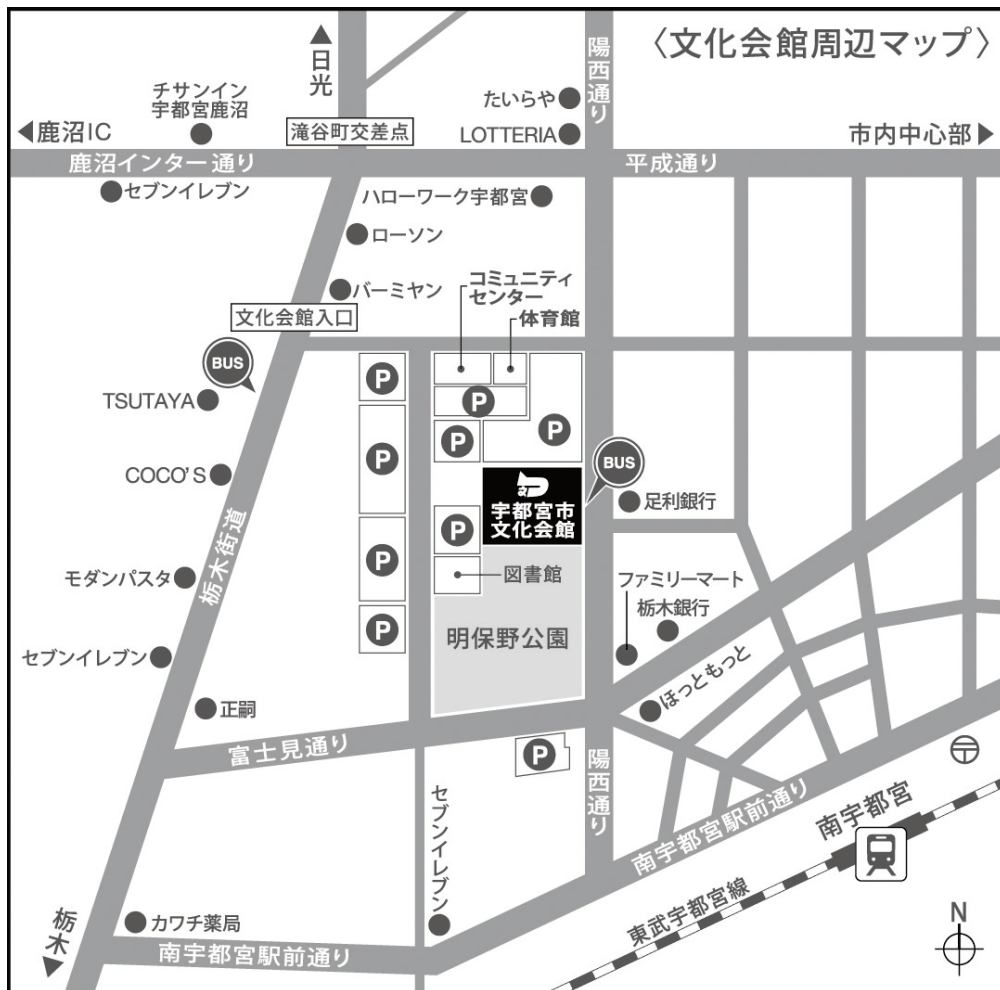 〈文化会館周辺マップ〉
▲
日光
陽西通り
チサンイン
宇都宮鹿沼
たいらや
◀鹿沼IC
滝谷町交差点
LOTTERIA
市内中心部▶
鹿沼インター通り
平成通り
セブンイレブン
ハローワーク宇都宮
ローソン
コミュニティ
センター
バーミヤン
体育館
文化会館入口
BUS
P
P
TSUTAYA
P
P
P
BUS
COCO'S
足利銀行
宇都宮市
文化会館
栃木街道
P
P
図書館
モダンパスタ
ファミリーマート
栃木銀行
P
明保野公園
セブンイレブン
ほっともっと
正嗣
富士見通り
P
陽西通り
〒
セブンイレブン
南宇都宮駅前通り
南宇都宮
東武宇都宮線
カワチ薬局
栃木
▼
南宇都宮駅前通り
N